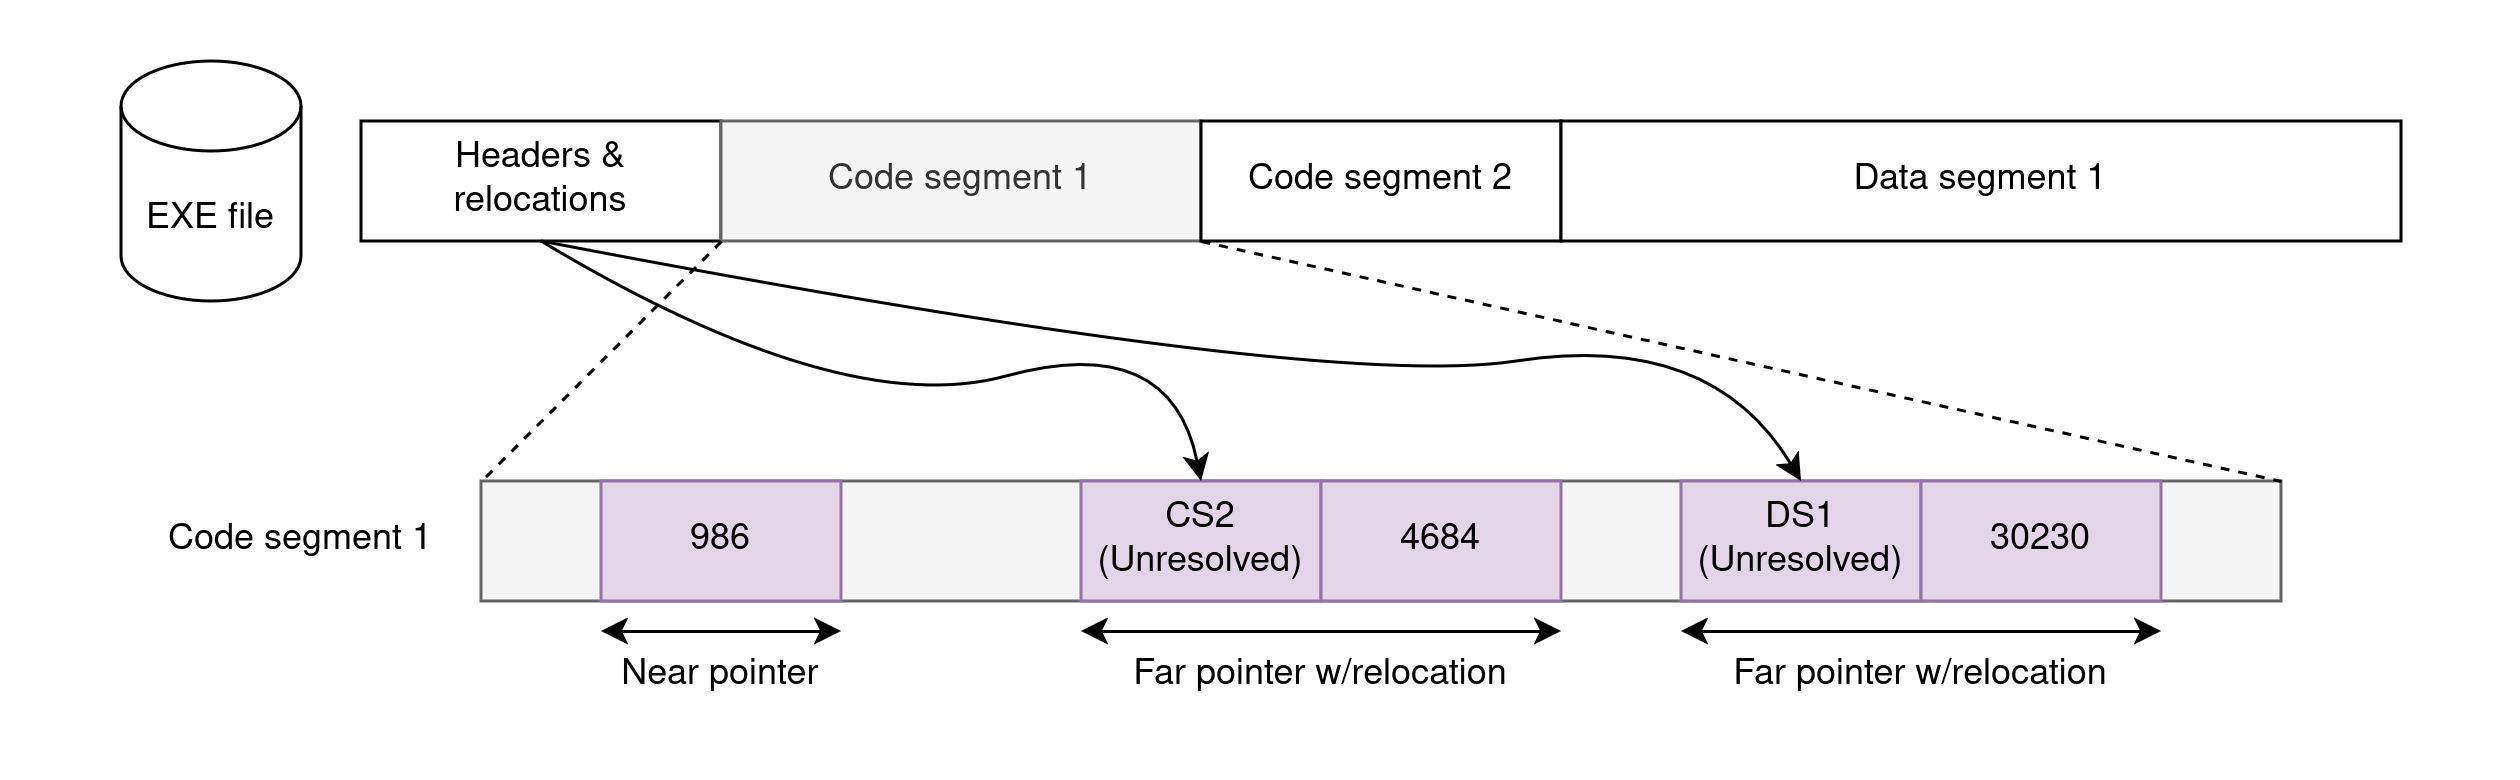 EXE file
Headers &
relocations
Code segment 1
Code segment 2
Data segment 1
Code segment 1
986
CS2
(Unresolved)
4684
DS1
(Unresolved)
30230
Near pointer
Far pointer w/relocation
Far pointer w/relocation